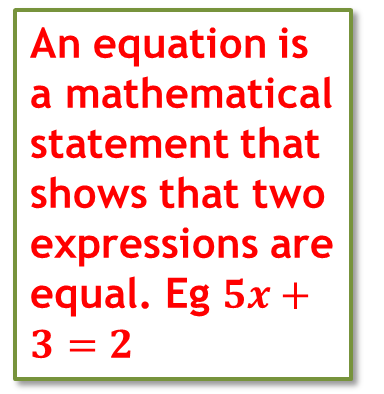 An equation is
a mathematical
statement that
shows that two
expressions are
equal. Eg 5𝒙 +
3 = 2